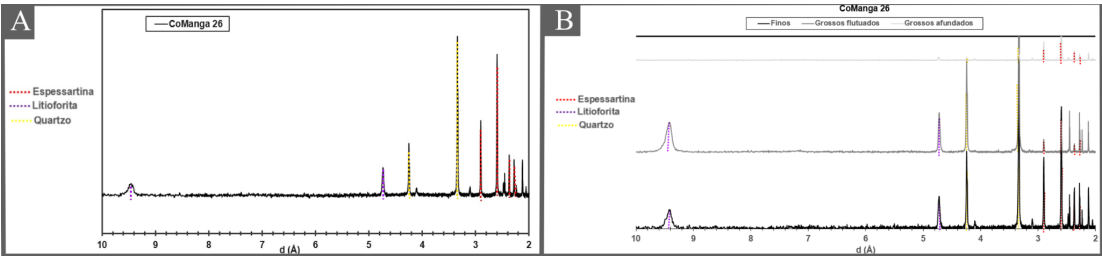 A
CoManga 26
Espessartina
Litioforita
Quartzo
10 9 8 7 6 5 4 3 2
d (Å)
B
CoManga 26
Finos Grossos flutuados Grossos afundados
Espessartina
Litioforita
Quartzo
10 9 8 7 6 5 4 3 2
d (Å)